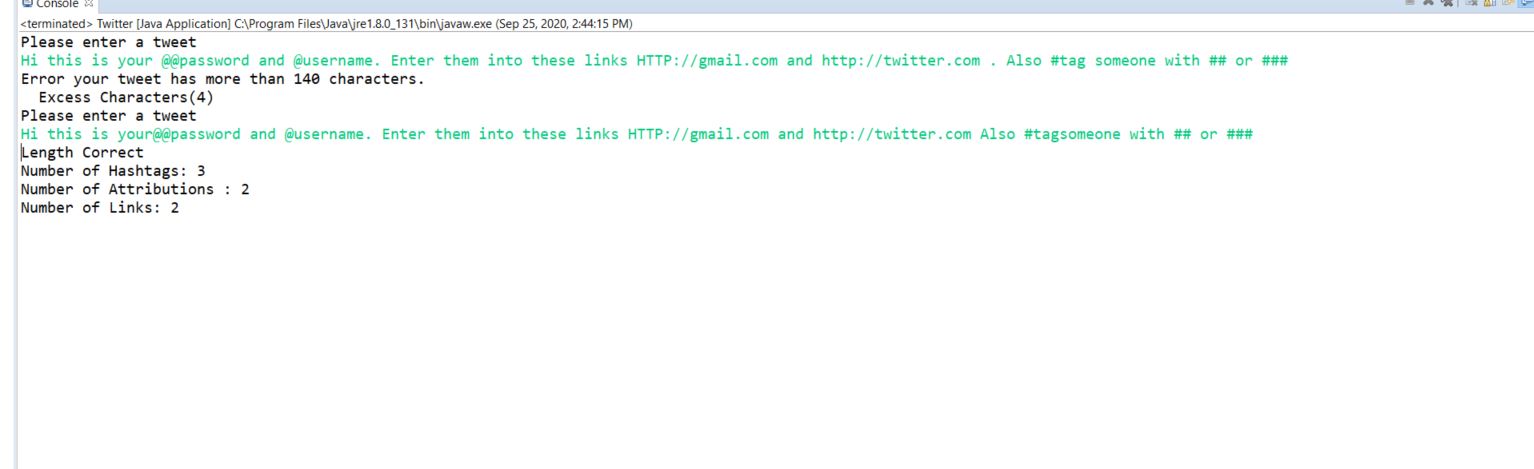 Console
<terminated> Twitter [Java Application] C:\Program Files\Java\jre1.8.0_131\bin\javaw.exe (Sep 25, 2020, 2:44:15 PM)
Please enter a tweet
Hi this is your @@password and @username. Enter them into these links HTTP://gmail.com and http://twitter.com . Also #tag someone with ## or ###
Error your tweet has more than 140 characters.
  Excess Characters(4)
Please enter a tweet
Hi this is your@@password and @username. Enter them into these links HTTP://gmail.com and http://twitter.com Also #tagsomeone with ## or ###
Length Correct
Number of Hashtags: 3
Number of Attributions : 2
Number of Links: 2